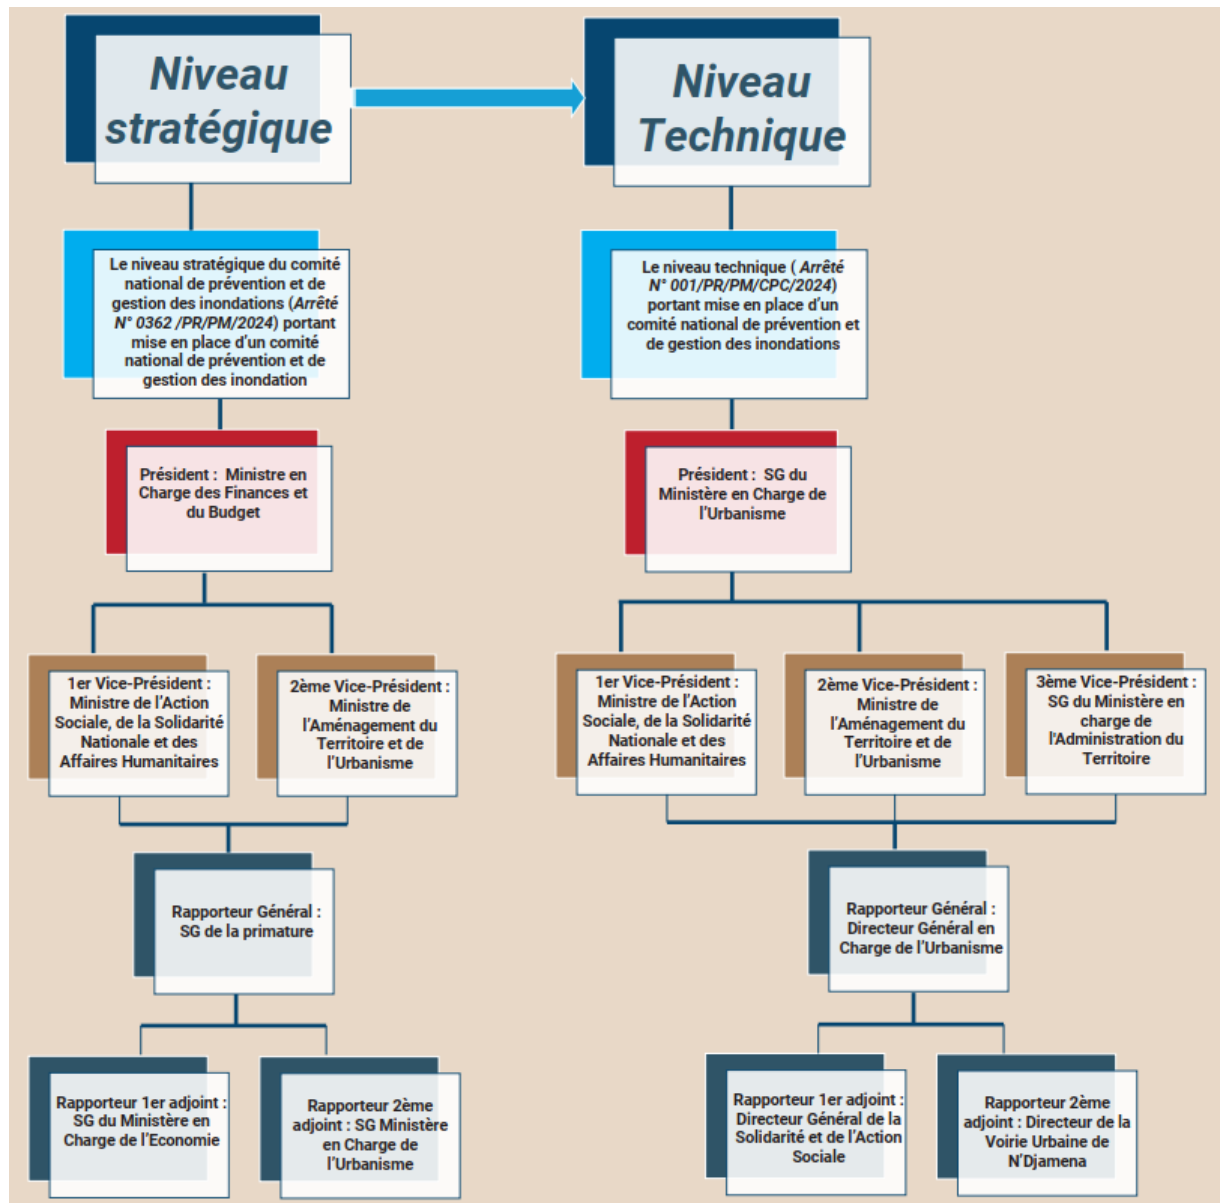 Niveau
stratégique
Niveau
Technique
Le niveau stratégique du comité
national de prévention et de
gestion des inondations (Arrêté
N° 0362 /PR/PM/2024) portant
mise en place d'un comité
national de prévention et de
gestion des inondation
Le niveau technique ( Arrêté
N° 001/PR/PM/CPC/2024)
portant mise en place d'un
comité national de prévention et
de gestion des inondations
Président : Ministre en
Charge des Finances et
du Budget
Président : SG du
Ministère en Charge de
l'Urbanisme
1er Vice-Président :
Ministre de l'Action
Sociale, de la Solidarité
Nationale et des
Affaires Humanitaires
2ème Vice-Président :
Ministre de
l'Aménagement du
Territoire et de
l'Urbanisme
1er Vice-Président :
Ministre de l'Action
Sociale, de la Solidarité
Nationale et des
Affaires Humanitaires
2ème Vice-Président :
Ministre de
l'Aménagement du
Territoire et de
l'Urbanisme
3ème Vice-Président :
SG du Ministère en
charge de
l'Administration du
Territoire
Rapporteur Général :
SG de la primature
Rapporteur Général :
Directeur Général en
Charge de l'Urbanisme
Rapporteur 1er adjoint :
SG du Ministère en
Charge de l'Economie
Rapporteur 2ème
adjoint : SG Ministère
en Charge de
l'Urbanisme
Rapporteur 1er adjoint :
Directeur Général de la
Solidarité et de l'Action
Sociale
Rapporteur 2ème
adjoint : Directeur de la
Voirie Urbaine de
N'Djamena